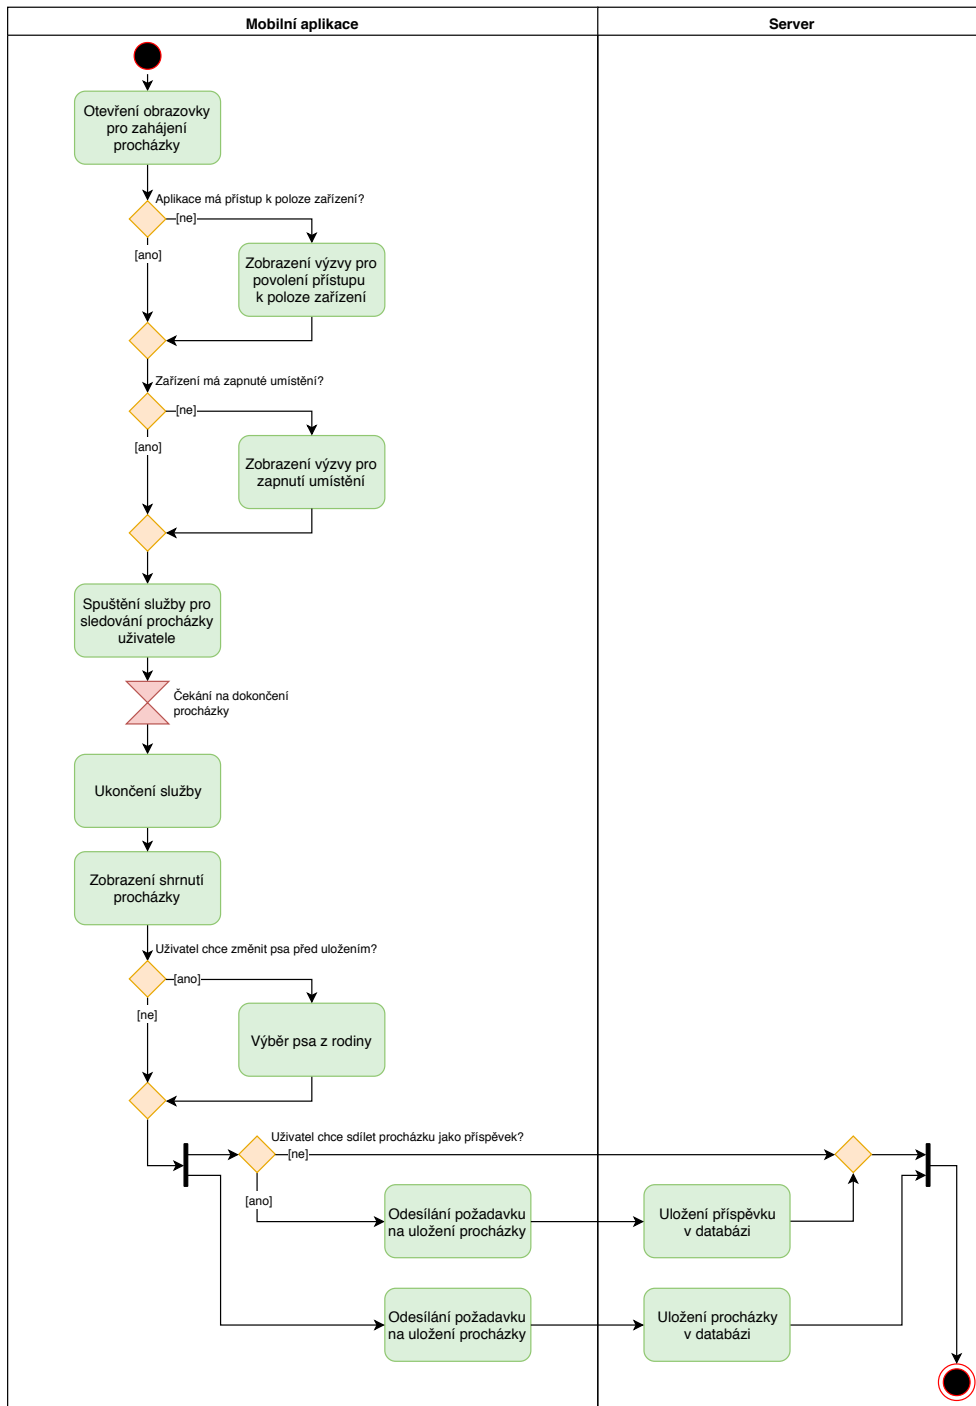 Mobilní aplikace
Server
Otevření obrazovky
pro zahájení
procházky
Aplikace má přístup k poloze zařízení?
[ne]
[ano]
Zobrazení výzvy pro
povolení přístupu
k poloze zařízení
Zařízení má zapnuté umístění?
[ne]
[ano]
Zobrazení výzvy pro
zapnutí umístění
Spuštění služby pro
sledování procházky
uživatele
Čekání na dokončení
procházky
Ukončení služby
Zobrazení shrnutí
procházky
Uživatel chce změnit psa před uložením?
[ano]
[ne]
Výběr psa z rodiny
Uživatel chce sdílet procházku jako příspěvek?
[ne]
[ano]
Odesílání požadavku
na uložení procházky
Uložení příspěvku
v databázi
Odesílání požadavku
na uložení procházky
Uložení procházky
v databázi